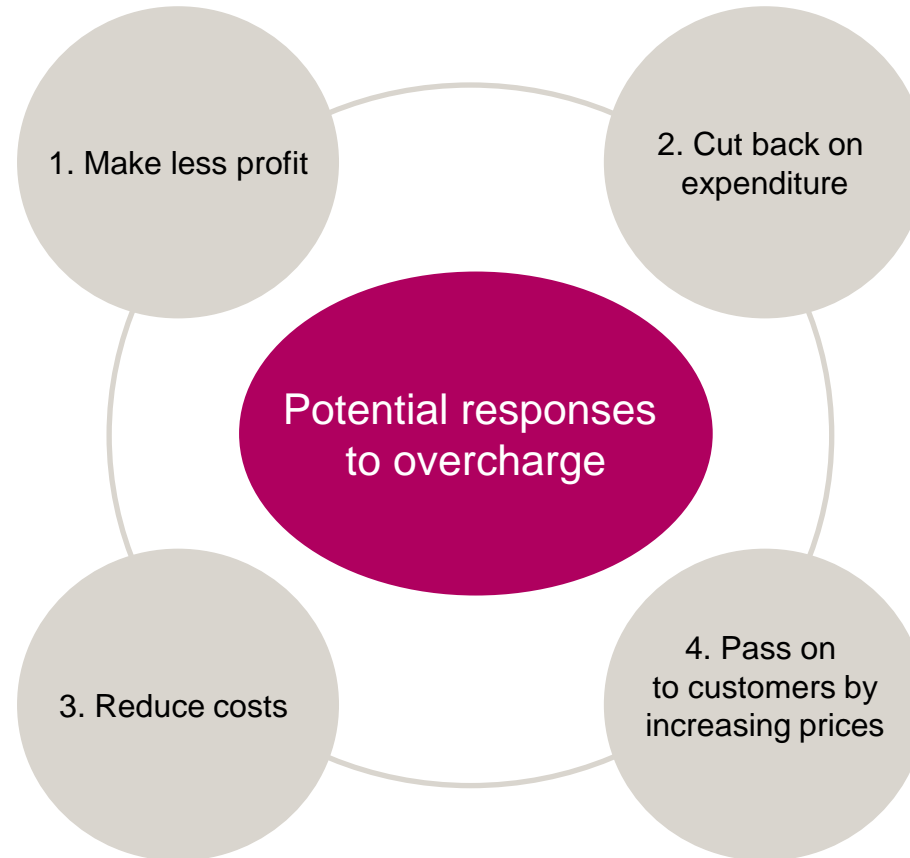 1. Make less profit
2. Cut back on
expenditure
Potential responses
to overcharge
3. Reduce costs
4. Pass on
to customers by
increasing prices